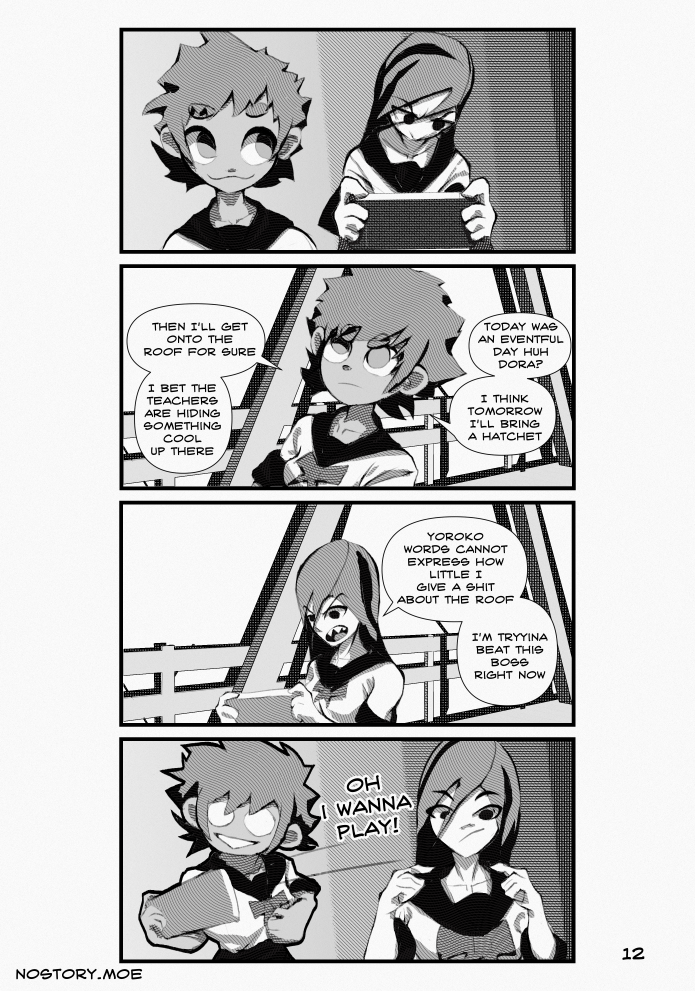 TODAY WAS
AN EVENTFUL
DAY HUH
DORA?
I THINK
TOMORROW
I'LL BRING
A HATCHET
THEN I'LL GET
ONTO THE
ROOF FOR SURE
I BET THE
TEACHERS
ARE HIDING
SOMETHING
COOL
UP THERE
YOROKO
WORDS CANNOT
EXPRESS HOW
LITTLE I
GIVE A SHIT
ABOUT THE ROOF
I'M TRYYINA
BEAT THIS
BOSS
RIGHT NOW
OH
I WANNA
PLAY!
12
NOSTORY.MOE